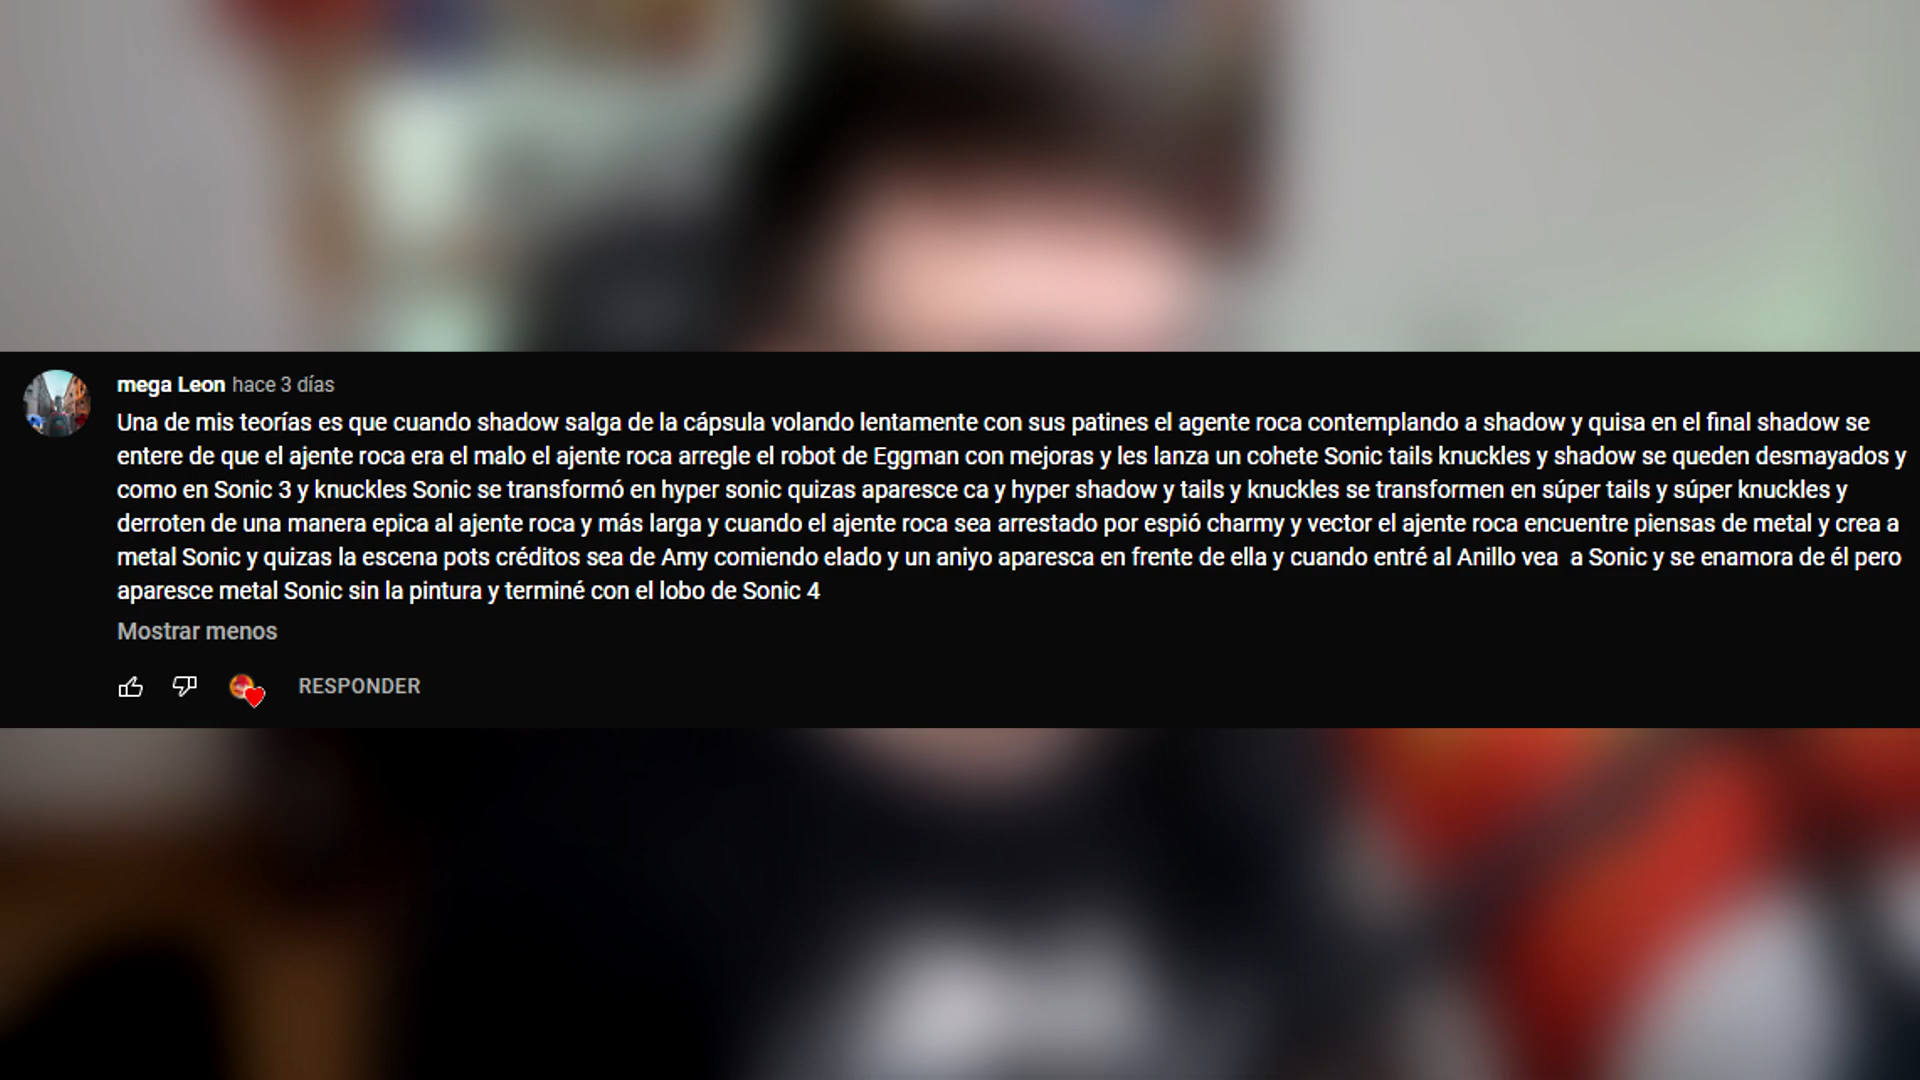 mega Leon hace 3 días
Una de mis teorías es que cuando shadow salga de la cápsula volando lentamente con sus patines el agente roca contemplando a shadow y quisa en el final shadow se
entere de que el ajente roca era el malo el ajente roca arregle el robot de Eggman con mejoras y les lanza un cohete Sonic tails knuckles y shadow se queden desmayados y
como en Sonic 3 y knuckles Sonic se transformó en hyper sonic quizas aparesce ca y hyper shadow y tails y knuckles se transformen en súper tails y súper knuckles y
derroten de una manera epica al ajente roca y más larga y cuando el ajente roca sea arrestado por espió charmy y vector el ajente roca encuentre piensas de metal y crea a
metal Sonic y quizas la escena pots créditos sea de Amy comiendo elado y un aniyo aparesca en frente de ella y cuando entré al Anillo vea  a Sonic y se enamora de él pero
aparesce metal Sonic sin la pintura y terminé con el lobo de Sonic 4
Mostrar menos
RESPONDER